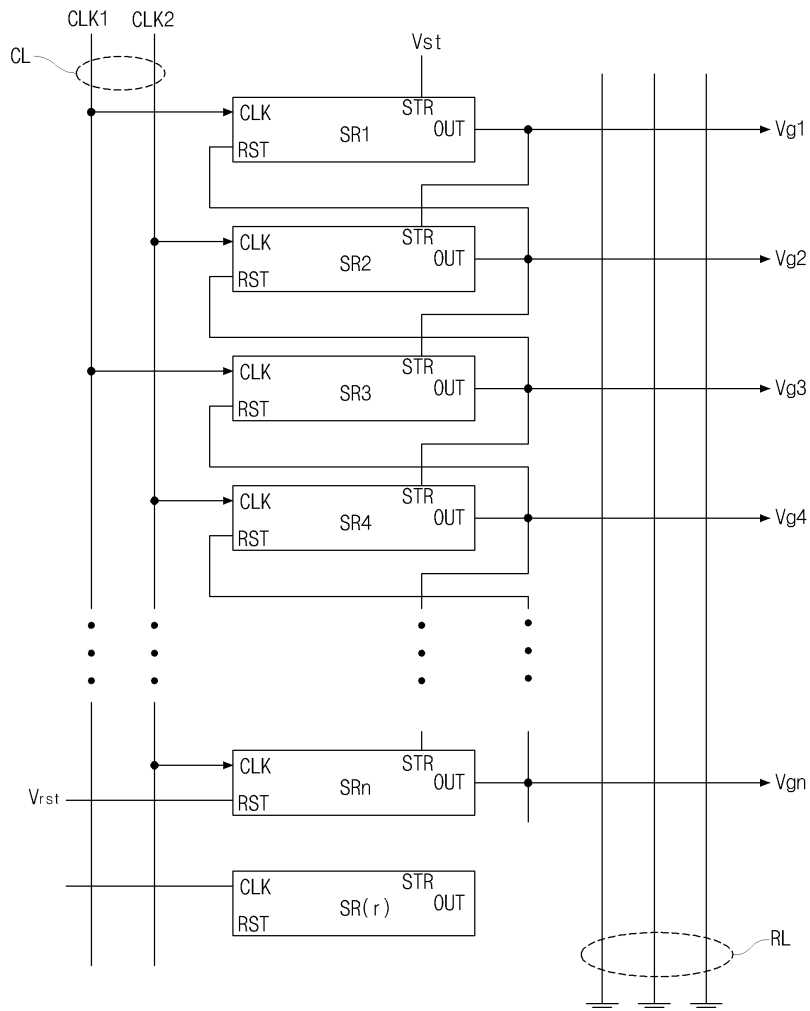 CLK1 CLK2
CL
Vst
CLK STR
SR1 OUT Vg1
RST
CLK STR
SR2 OUT Vg2
RST
CLK STR
SR3 OUT Vg3
RST
CLK STR
SR4 OUT Vg4
RST
CLK STR
SRn OUT Vgn
Vrst RST
CLK STR
SR(r) OUT
RST
RL